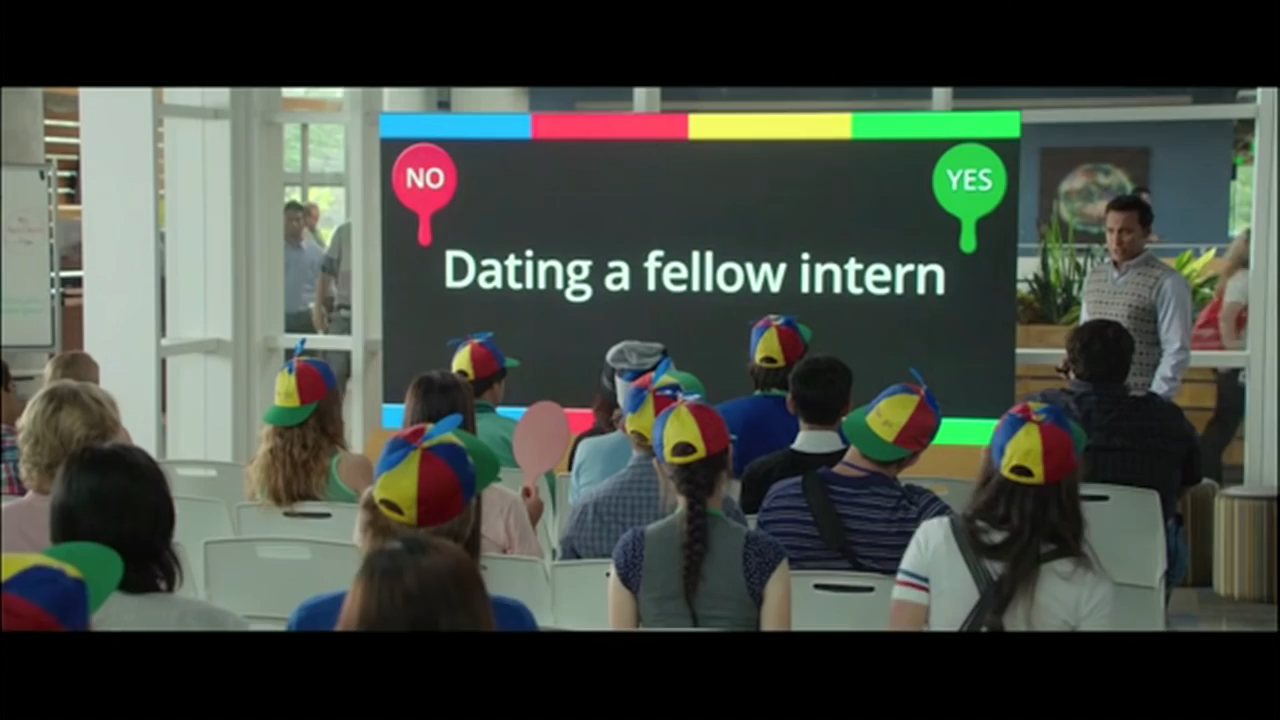 NO
YES
Dating a fellow intern